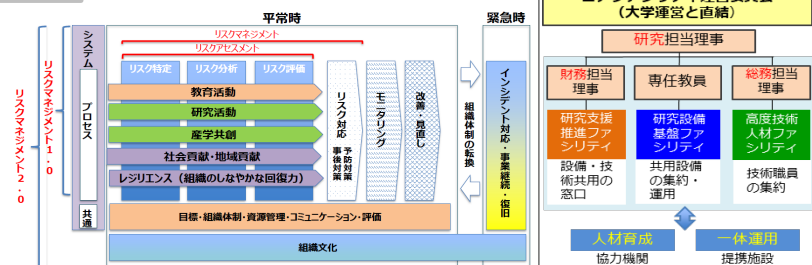 平常時
緊急時
リスクマネジメント2.0
リスクマネジメント1.0
システム
プロセス
共通
リスクマネジメント
リスクアセスメント
リスク特定
リスク分析
リスク評価
教育活動
研究活動
産学共創
社会貢献・地域貢献
レジリエンス(組織のしなやかな回復力)
リスク対応
予防対策
事後対策
モニタリング
改善・見直し
組織体制の転換
インシデント対応・事業継続・復旧
目標・組織体制・資源管理・コミュニケーション・評価
組織文化
(大学運営と直結)
研究担当理事
財務担当
理事
専任教員
総務担当
理事
研究支援
推進ファ
シリティ
研究設備
基盤ファ
シリティ
高度技術
人材ファ
シリティ
設備・技
術共用の
窓口
共用設備
の集約・
運用
技術職員
の集約
人材育成
一体運用
協力機関
提携施設